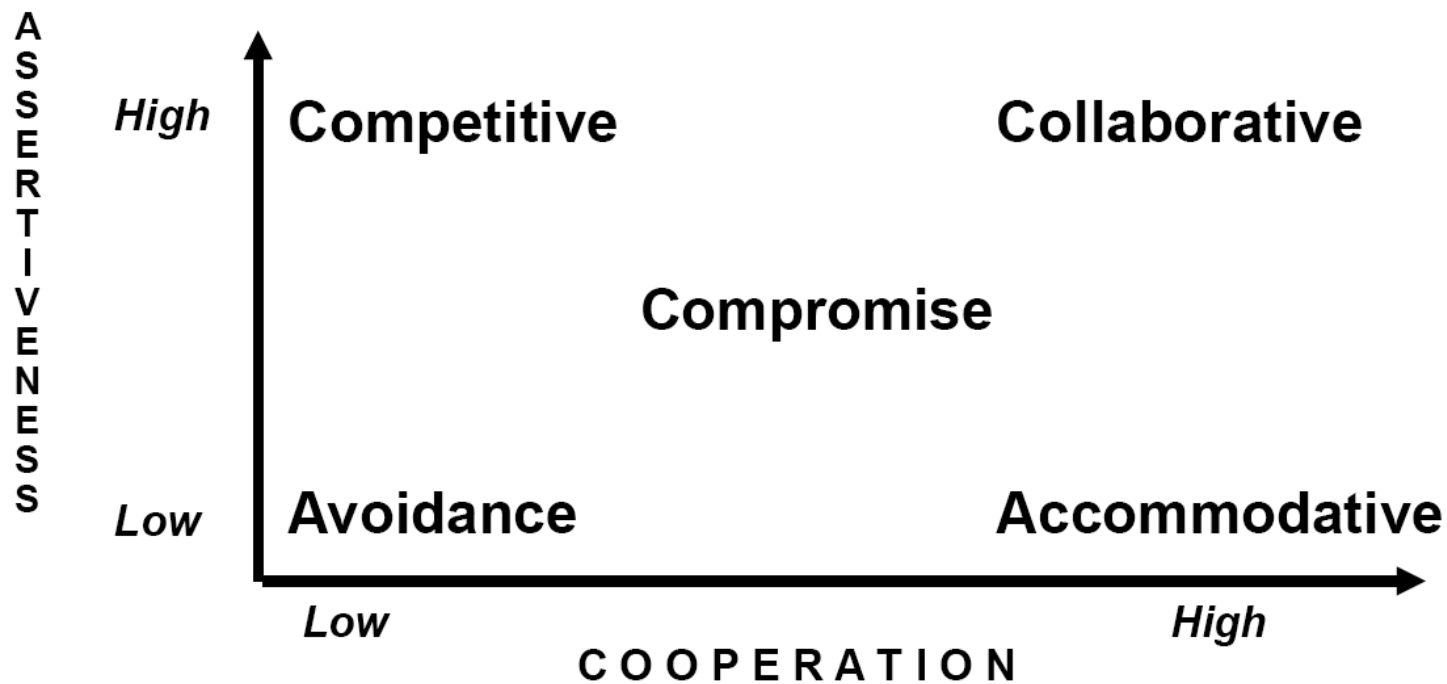 ASSERTIVENESS
High
Competitive
Collaborative
Compromise
Low
Avoidance
Accommodative
Low
High
COOPERATION